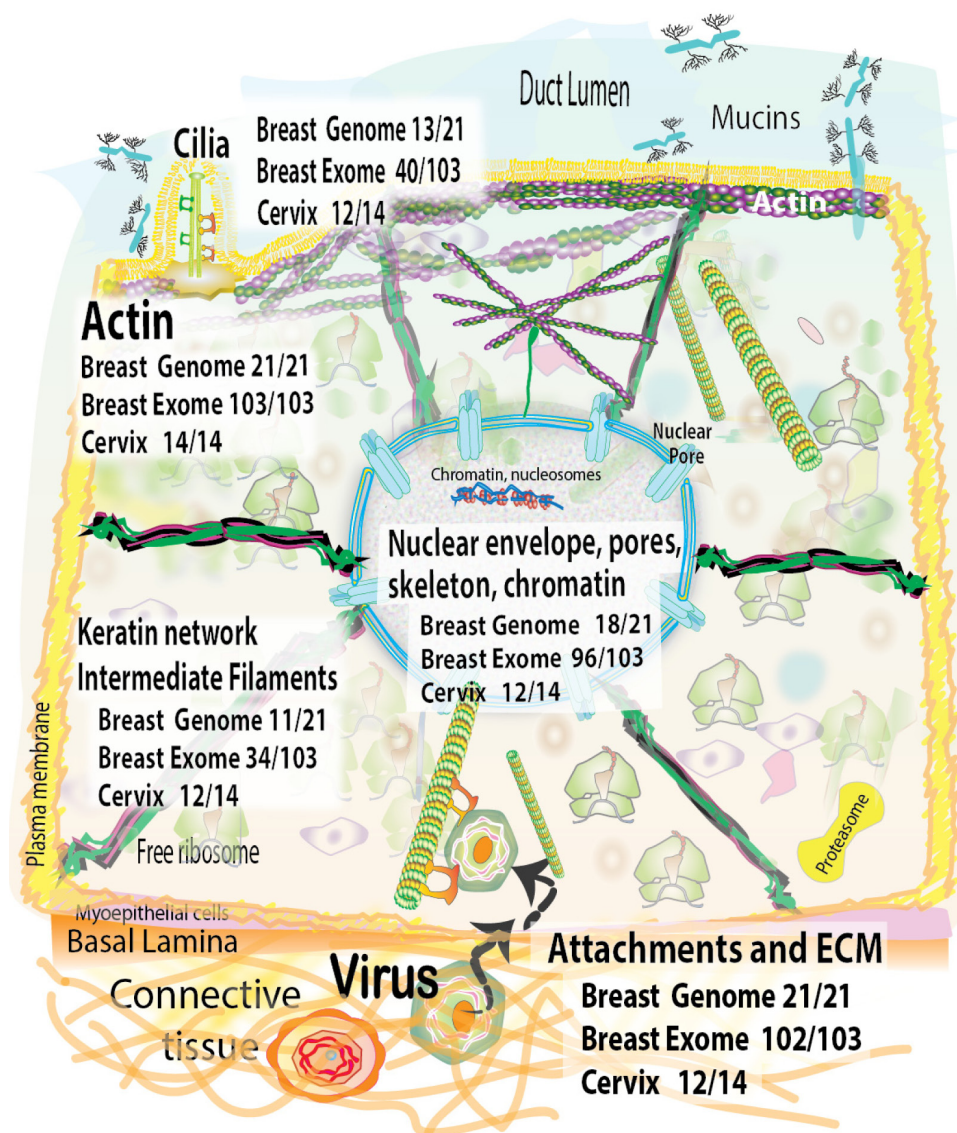 Duct Lumen
Mucins
Cilia
Breast Genome 13/21
Breast Exome 40/103
Cervix 12/14
Actin
Actin
Breast Genome 21/21
Breast Exome 103/103
Cervix 14/14
Nuclear
Pore
Chromatin, nucleosomes
Nuclear envelope, pores,
skeleton, chromatin
Breast Genome 18/21
Breast Exome 96/103
Cervix 12/14
Keratin network
Intermediate Filaments
Breast Genome 11/21
Breast Exome 34/103
Cervix 12/14
Plasma membrane
Free ribosome
Proteasome
Myoepithelial cells
Basal Lamina
Connective
tissue
Virus
Attachments and ECM
Breast Genome 21/21
Breast Exome 102/103
Cervix 12/14